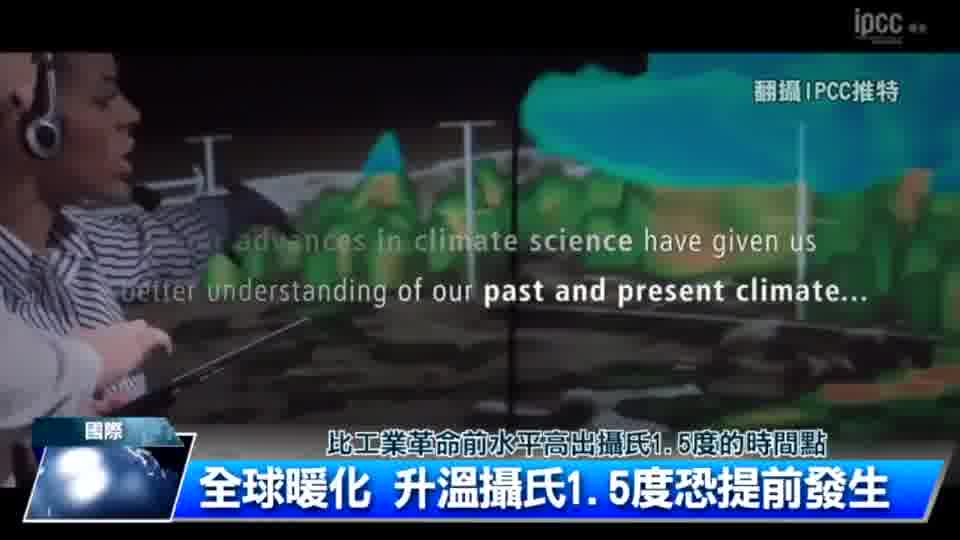 ipcc
翻攝IPCC推特
advances in climate science have given us
better understanding of our past and present climate...
國際
比工業革命前水平高出攝氏1.5度的時間點
全球暖化 升溫攝氏1.5度恐提前發生